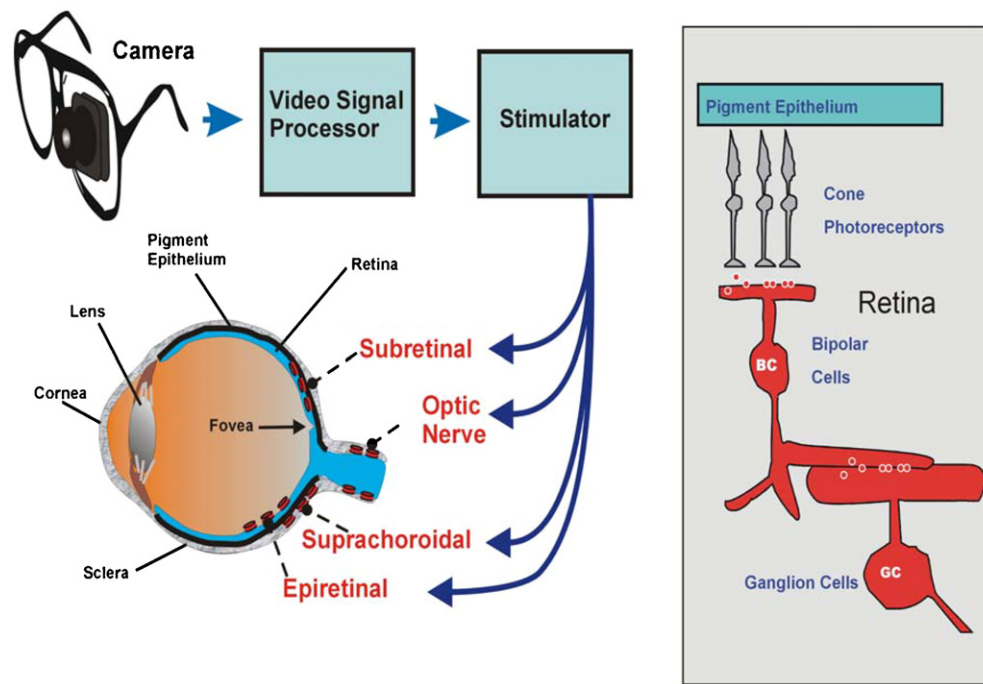 Camera
Video Signal
Processor
Stimulator
Pigment
Epithelium
Retina
Lens
Cornea
Fovea
Sclera
Subretinal
Optic
Nerve
Suprachoroidal
Epiretinal
Pigment Epithelium
Cone
Photoreceptors
Retina
Bipolar
Cells
BC
Ganglion Cells
GC